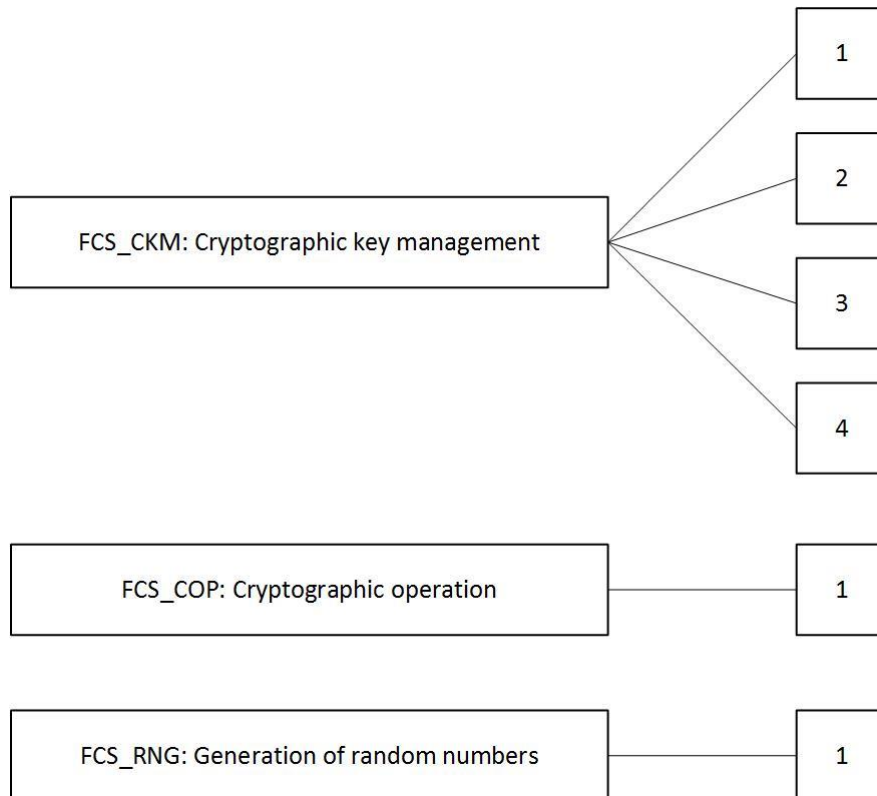 1
2
FCS_CKM: Cryptographic key management
3
4
FCS_COP: Cryptographic operation
1
FCS_RNG: Generation of random numbers
1